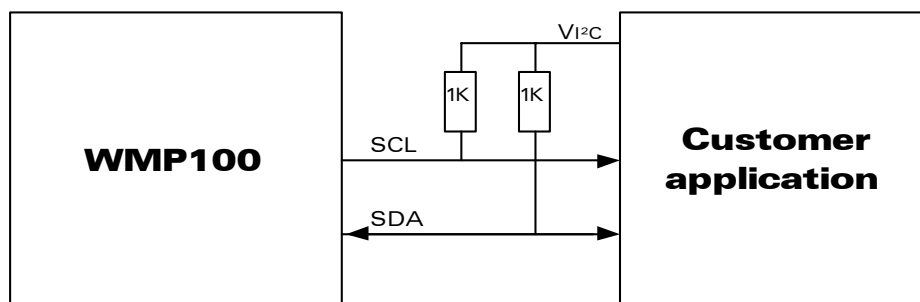 VI²C
1K
1K
WMP100
SCL
SDA
Customer
application